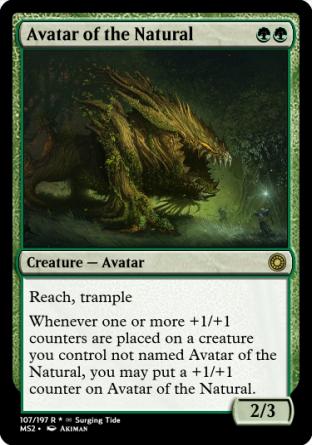 Avatar of the Natural
Creature — Avatar
Reach, trample
Whenever one or more +1/+1
counters are placed on a creature
you control not named Avatar of the
Natural, you may put a +1/+1
counter on Avatar of the Natural.
2/3
107/197 R * ∞ Surging Tide
MS2 • Akiman